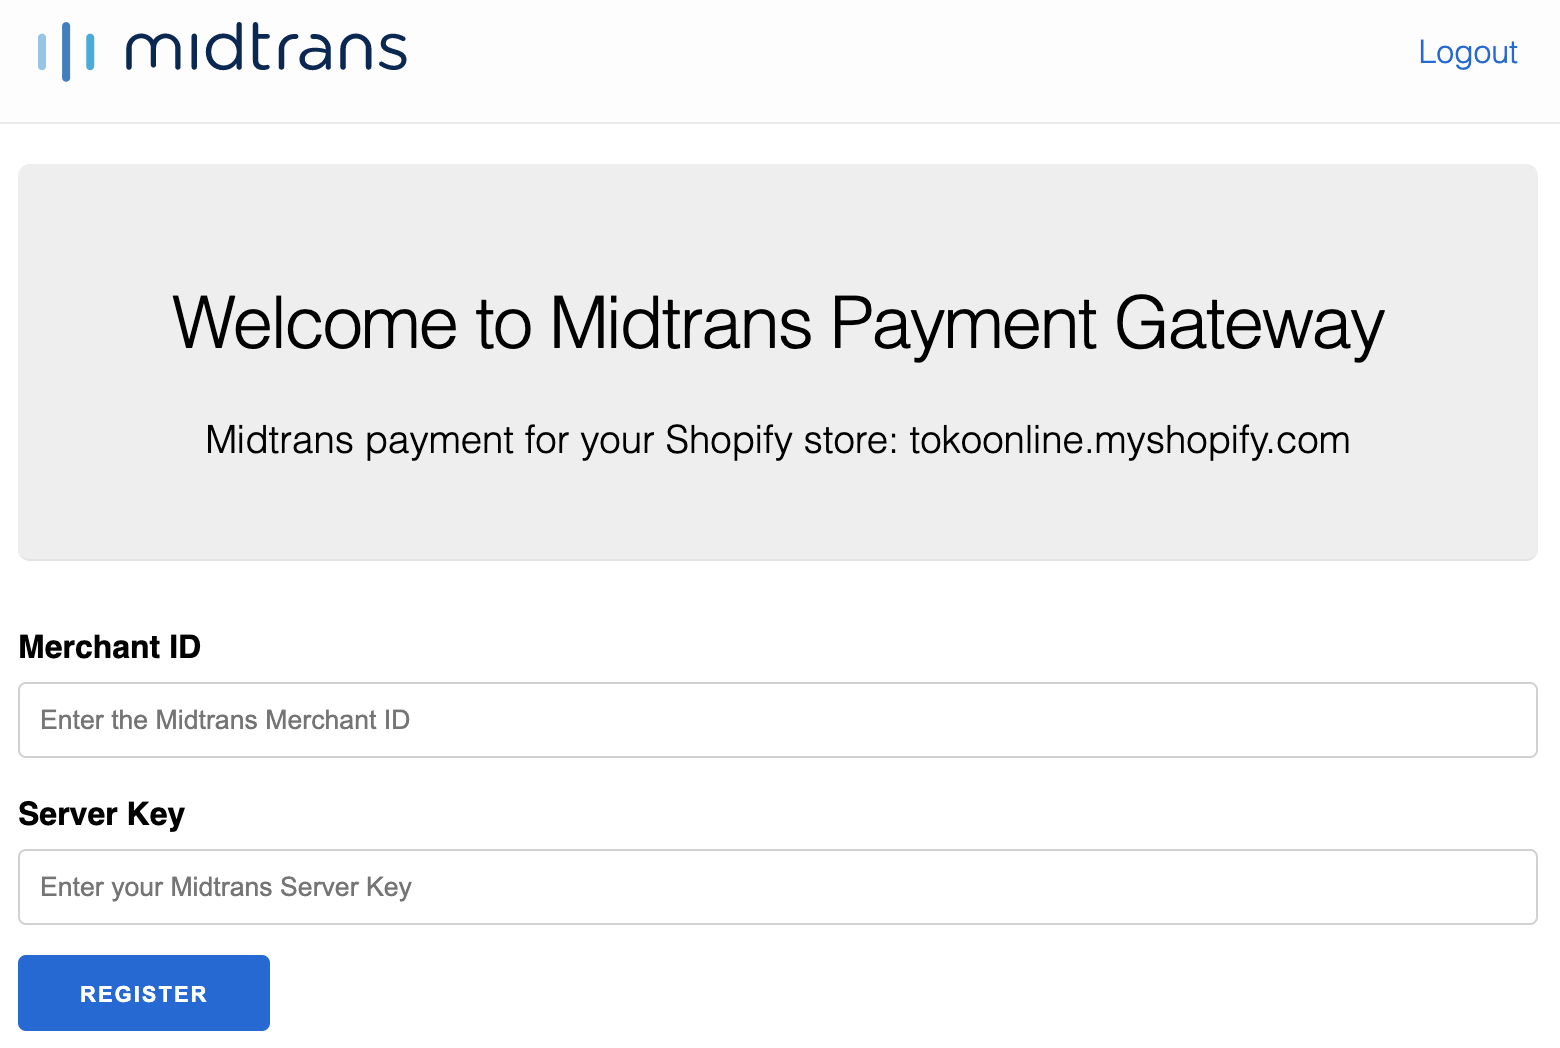 midtrans
Logout
Welcome to Midtrans Payment Gateway
Midtrans payment for your Shopify store: tokoonline.myshopify.com
Merchant ID
Enter the Midtrans Merchant ID
Server Key
Enter your Midtrans Server Key
REGISTER